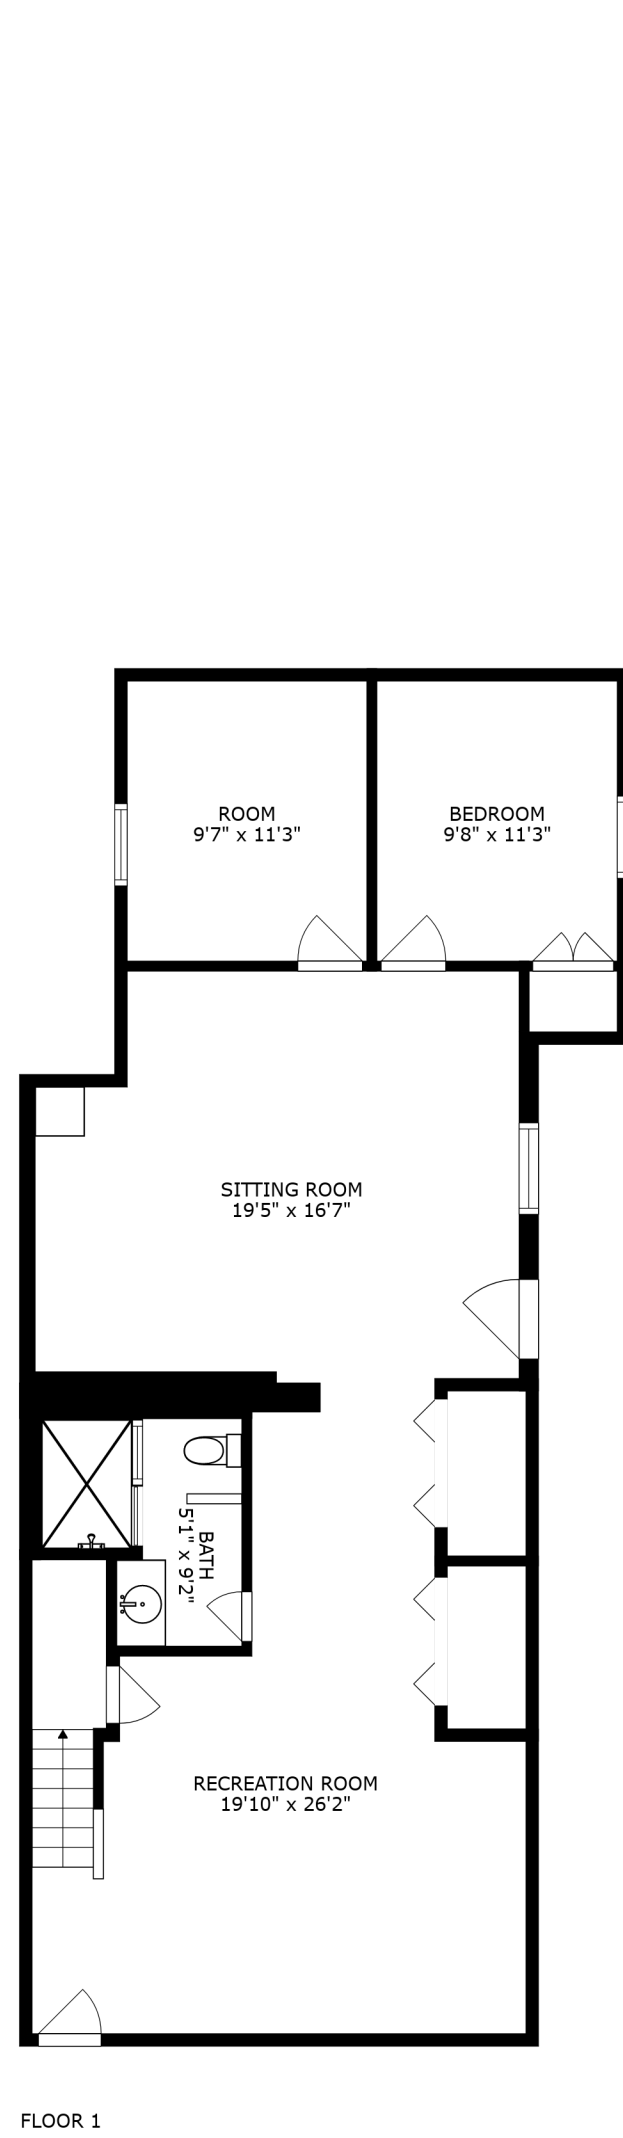 ROOM
9'7" x 11'3"
BEDROOM
9'8" x 11'3"
SITTING ROOM
19'5" x 16'7"
BATH
5'1" x 9'2"
RECREATION ROOM
19'10" x 26'2"
FLOOR 1